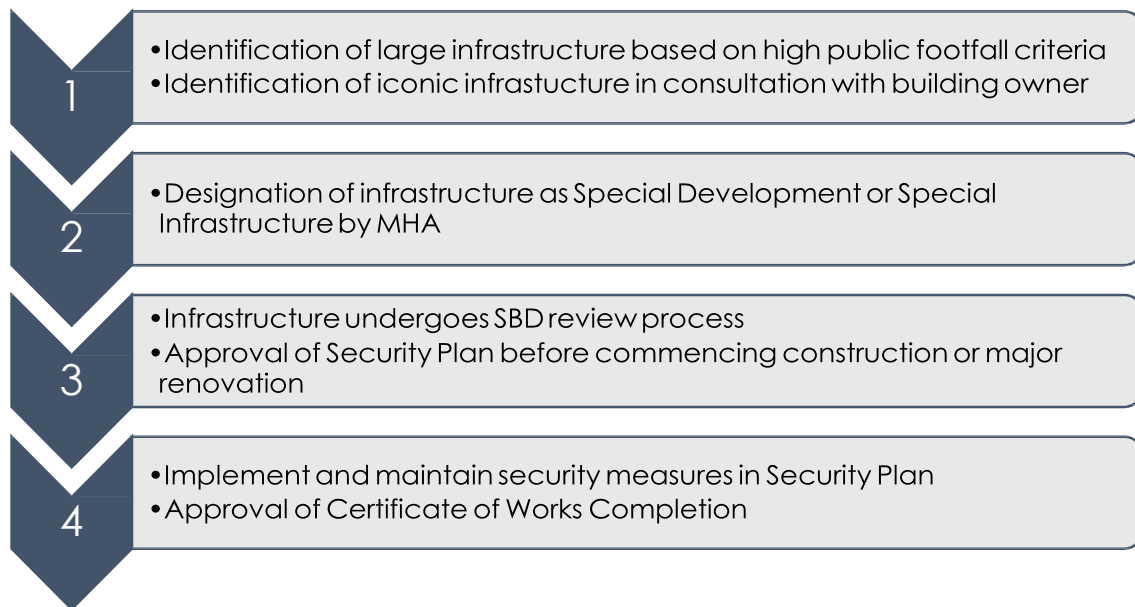 1
•Identification of large infrastructure based on high public footfall criteria
•Identification of iconic infrastucture in consultation with building owner
2
•Designation of infrastructure as Special Development or Special
Infrastructure by MHA
3
•Infrastructure undergoes SBD review process
•Approval of Security Plan before commencing construction or major
renovation
4
•Implement and maintain security measures in Security Plan
•Approval of Certificate of Works Completion